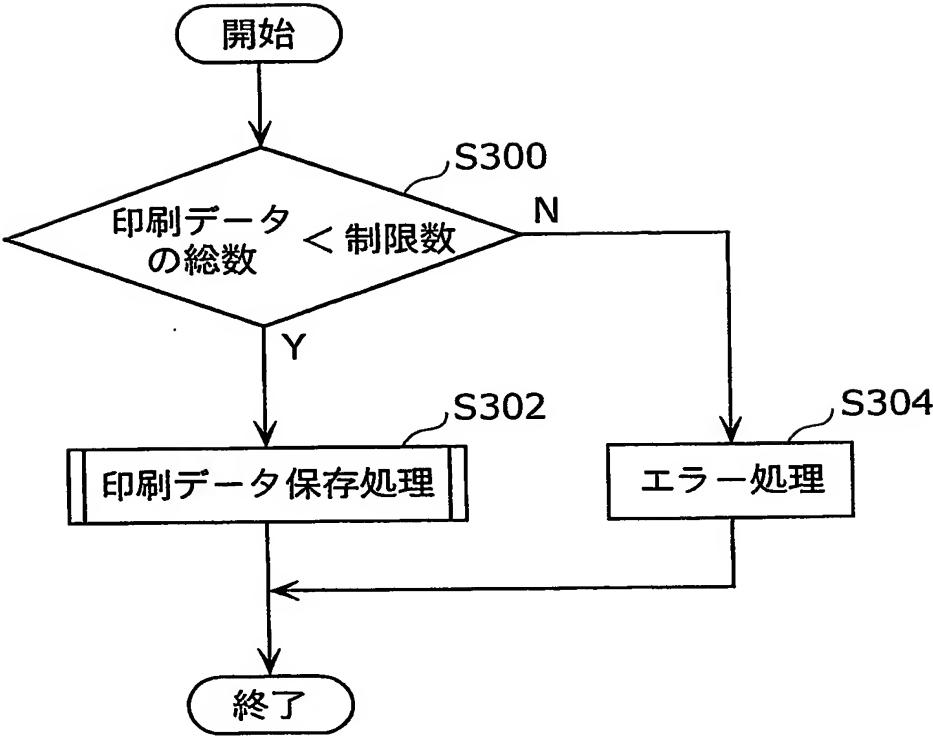 開始
S300
印刷データ
の総数
< 制限数
N
Y
S302
印刷データ保存処理
S304
エラー処理
終了